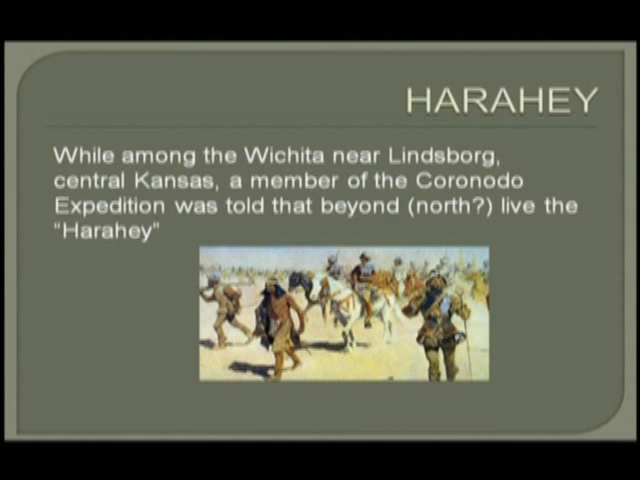 HARAHEY
While among the Wichita near Lindsborg,
central Kansas, a member of the Coronodo
Expedition was told that beyond (north?) live the
“Harahey”